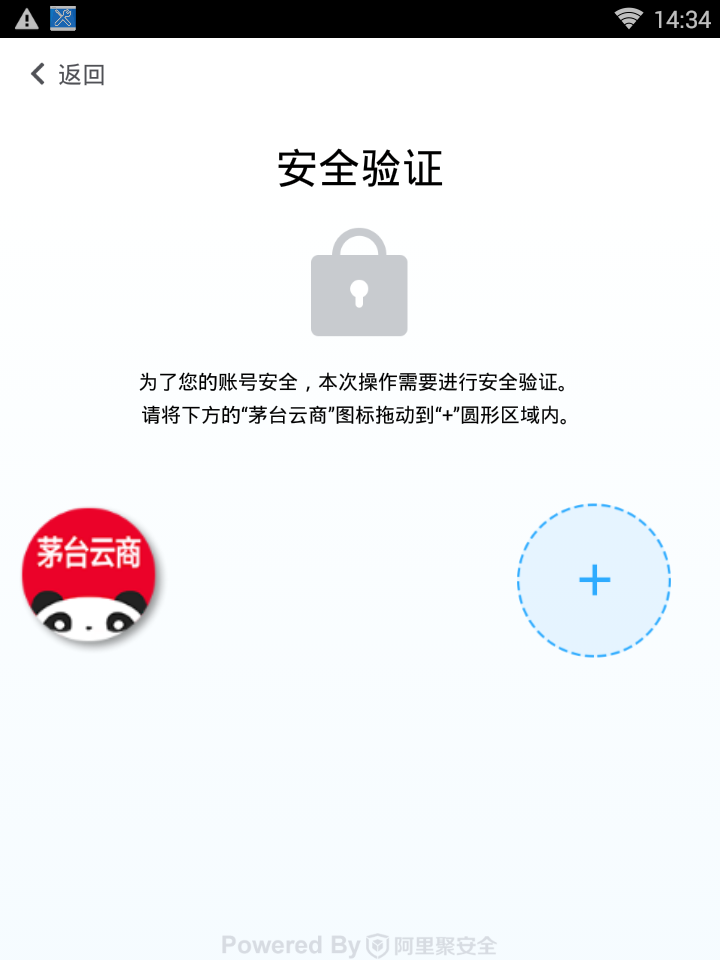 14:34
返回
安全验证
为了您的账号安全，本次操作需要进行安全验证。
请将下方的“茅台云商”图标拖动到“+”圆形区域内。
茅台云商
+
Powered By 阿里聚安全